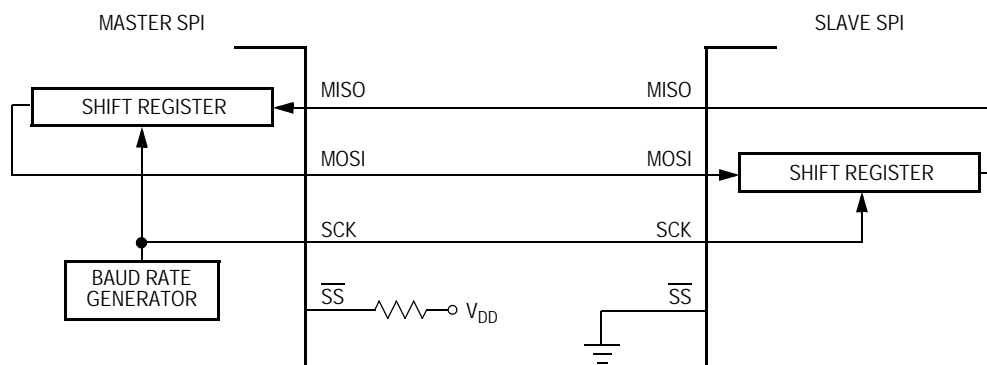 MASTER SPI
SLAVE SPI
MISO
MISO
SHIFT REGISTER
MOSI
MOSI
SHIFT REGISTER
SCK
SCK
BAUD RATE
GENERATOR
SS
VDD
SS